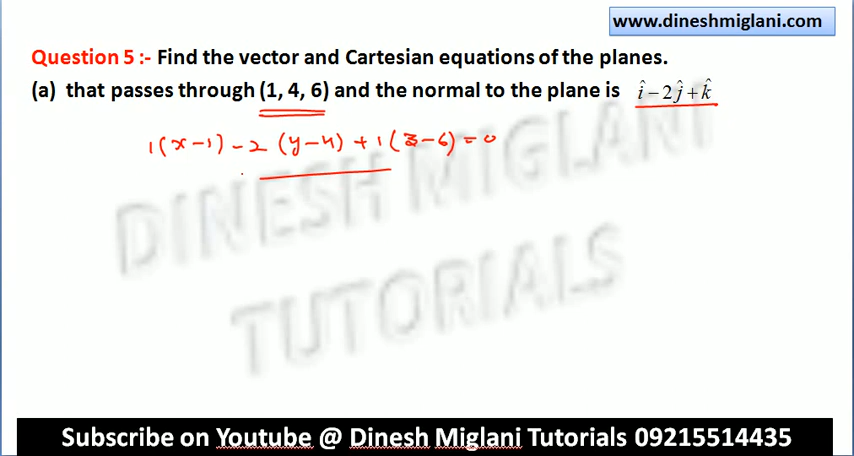 www.dineshmiglani.com
Question 5 :- Find the vector and Cartesian equations of the planes.
(a) that passes through (1, 4, 6) and the normal to the plane is î − 2ĵ + k̂
1(x-1) - 2 (y-4) + 1(z-6) = 0
DINESH MIGLANI
TUTORIALS
Subscribe on Youtube @ Dinesh Miglani Tutorials 09215514435